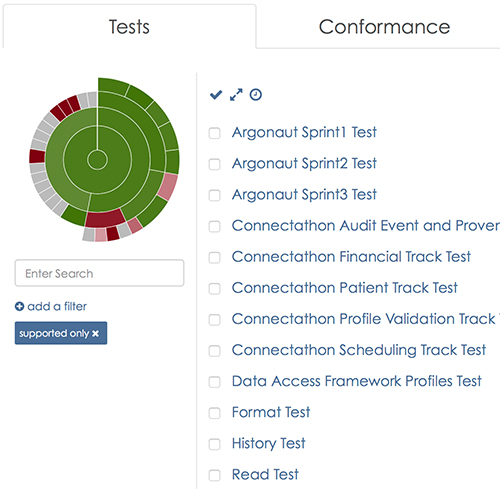 Tests
Conformance
Enter Search
add a filter
supported only
Argonaut Sprint1 Test
Argonaut Sprint2 Test
Argonaut Sprint3 Test
Connectathon Audit Event and Prover
Connectathon Financial Track Test
Connectathon Patient Track Test
Connectathon Profile Validation Track
Connectathon Scheduling Track Test
Data Access Framework Profiles Test
Format Test
History Test
Read Test